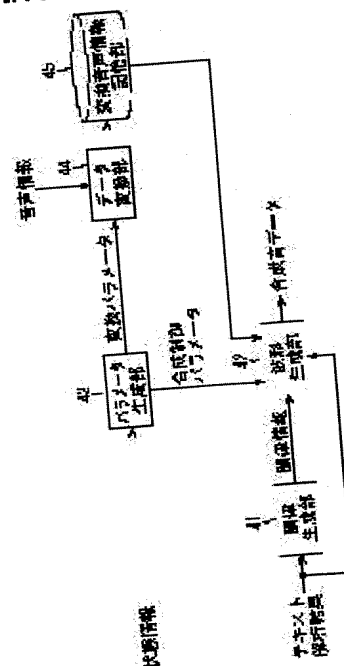 45
変換音声情報
記憶部
音声情報
44
データ
変換部
変換パラメータ
42
パラメータ
生成部
合成制御
パラメータ
合成音データ
49
波形
生成部
韻律情報
41
韻律
生成部
状態情報
テキスト
解析結果